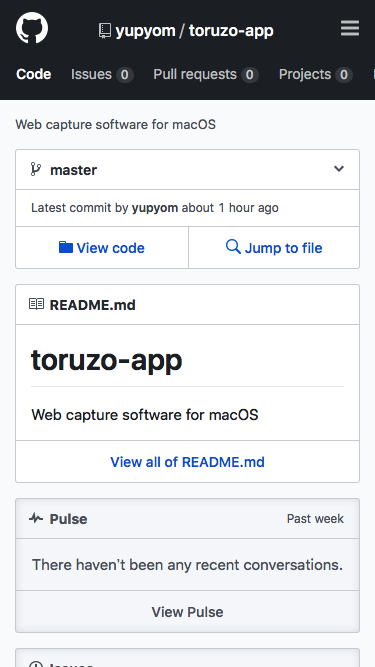 yupyom / toruzo-app
Code Issues 0 Pull requests 0 Projects 0
Web capture software for macOS
master
Latest commit by yupyom about 1 hour ago
View code Jump to file
README.md
toruzo-app
Web capture software for macOS
View all of README.md
Pulse Past week
There haven't been any recent conversations.
View Pulse
Issues